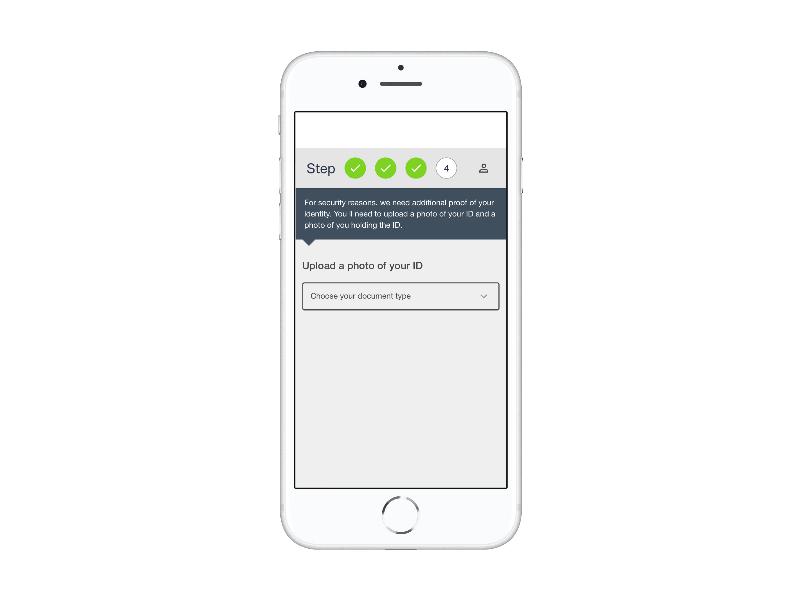 Step 4
For security reasons, we need additional proof of your
identity. You ll need to upload a photo of your ID and a
photo of you holding the ID.
Upload a photo of your ID
Choose your document type